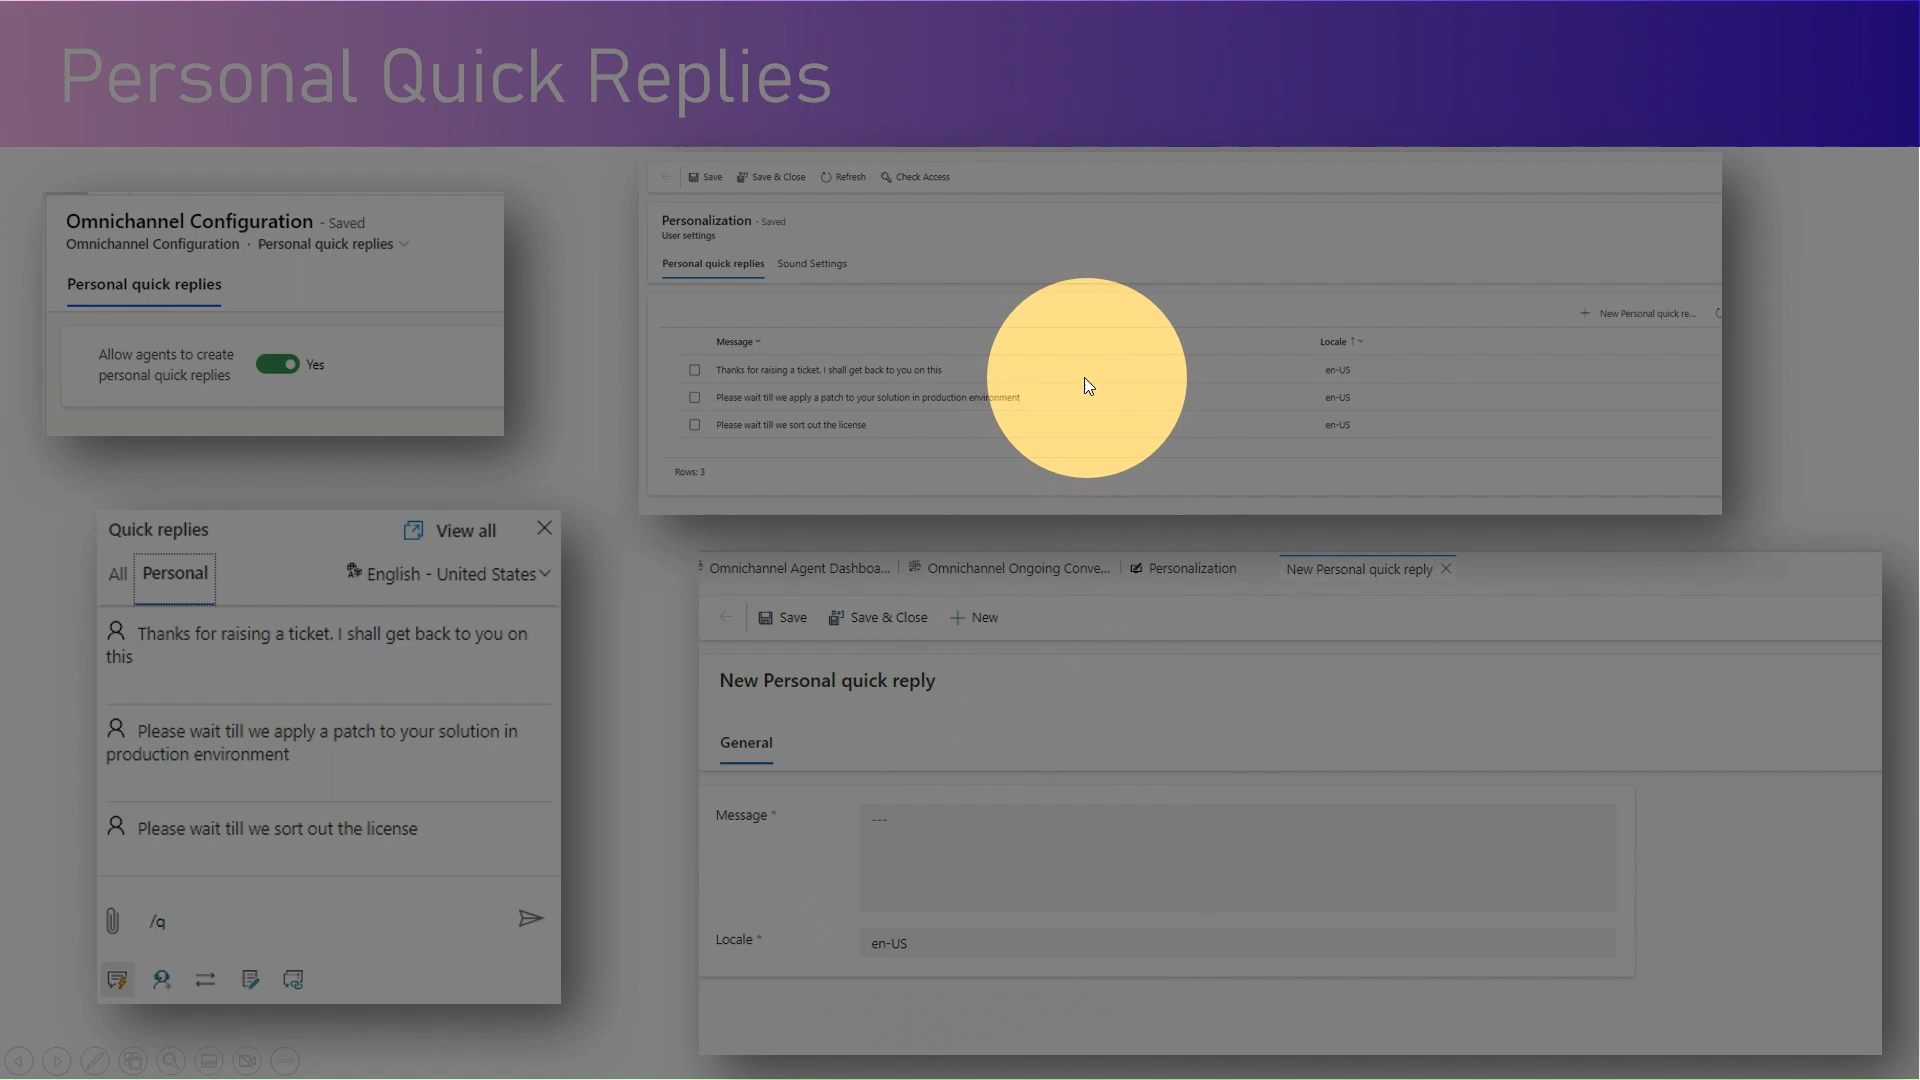 Personal Quick Replies
Omnichannel Configuration - Saved
Omnichannel Configuration · Personal quick replies
Personal quick replies
Allow agents to create
personal quick replies
Yes
Save Save & Close Refresh Check Access
Personalization - Saved
User settings
Personal quick replies Sound Settings
New Personal quick re...
Message Locale ↑
Thanks for raising a ticket. I shall get back to you on this en-US
Please wait till we apply a patch to your solution in production environment en-US
Please wait till we sort out the license en-US
Rows: 3
Quick replies View all
All Personal English - United States
Thanks for raising a ticket. I shall get back to you on
this
Please wait till we apply a patch to your solution in
production environment
Please wait till we sort out the license
/q
Omnichannel Agent Dashboa... Omnichannel Ongoing Conve... Personalization New Personal quick reply
Save Save & Close New
New Personal quick reply
General
Message *
---
Locale *
en-US